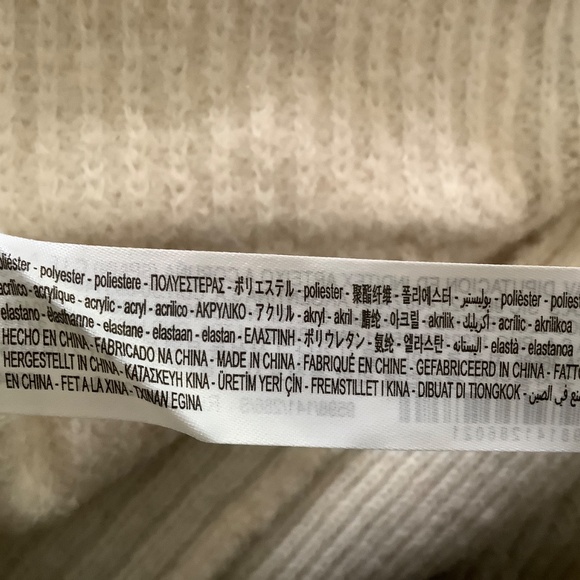 poliéster - polyester - poliestere - ΠΟΛΥΕΣΤΕΡΑΣ - ポリエステル - poliester - 聚酯纤维 - 폴리에스터 - بوليستير - polièster - poliest
acrílico - acrylique - acrylic - acryl - acrilico - ΑΚΡΥΛΙΚΟ - アクリル - akryl - akril - 腈纶 - 아크릴 - akrilik - أكريليك - acrílic - akrilikoa
elastano - élasthanne - elastane - elastaan - elastan - ΕΛΑΣΤΙΝΗ - ポリウレタン - 氨纶 - 엘라스탄 - اليستانه - elastà - elastanoa
HECHO EN CHINA - FABRICADO NA CHINA - MADE IN CHINA - FABRIQUÉ EN CHINE - GEFABRICEERD IN CHINA - FATTO
HERGESTELLT IN CHINA - ΚΑΤΑΣΚΕΥΗ ΚΙΝΑ - ÜRETİM YERİ ÇİN - FREMSTILLET I KINA - DIBUAT DI TIONGKOK - صنع في الصين
EN CHINA - FET A LA XINA - TXINAN EGINA